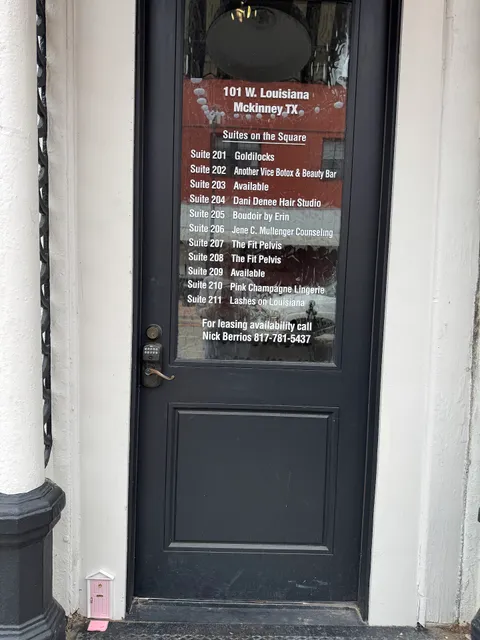 101 W. Louisiana
Mckinney TX
Suites on the Square
Suite 201 Goldilocks
Suite 202 Another Vice Botox & Beauty Bar
Suite 203 Available
Suite 204 Dani Denee Hair Studio
Suite 205 Boudoir by Erin
Suite 206 Jene C. Mullenger Counseling
Suite 207 The Fit Pelvis
Suite 208 The Fit Pelvis
Suite 209 Available
Suite 210 Pink Champagne Lingerie
Suite 211 Lashes on Louisiana
For leasing availability call
Nick Berrios 817-781-5437